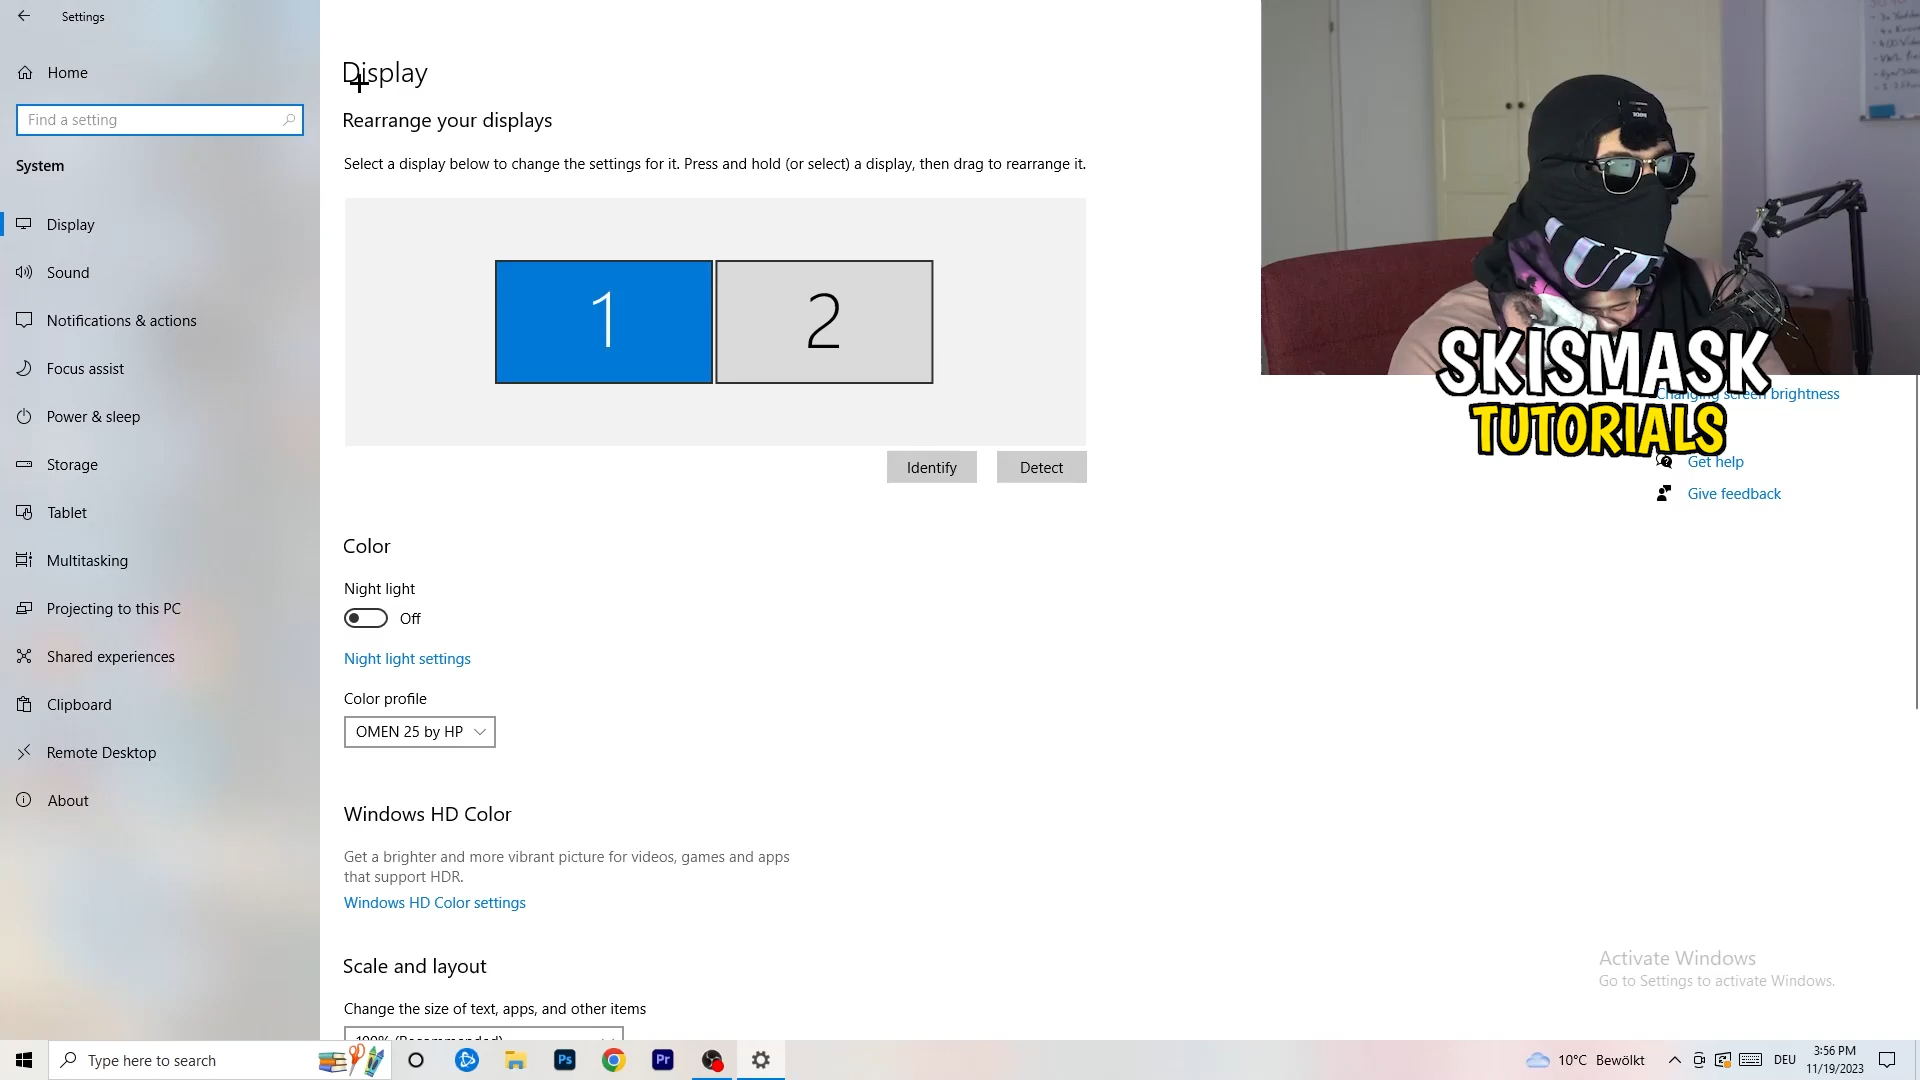 Settings
Home
Find a setting
System
Display
Sound
Notifications & actions
Focus assist
Power & sleep
Storage
Tablet
Multitasking
Projecting to this PC
Shared experiences
Clipboard
Remote Desktop
About
Display
Rearrange your displays
Select a display below to change the settings for it. Press and hold (or select) a display, then drag to rearrange it.
1
2
Identify
Detect
Color
Night light
Off
Night light settings
Color profile
OMEN 25 by HP
Windows HD Color
Get a brighter and more vibrant picture for videos, games and apps
that support HDR.
Windows HD Color settings
Scale and layout
Change the size of text, apps, and other items
100% (Recommended)
SKISMASK
TUTORIALS
Changing screen brightness
Get help
Give feedback
Activate Windows
Go to Settings to activate Windows.
Type here to search
Ps
Pr
10°C Bewölkt
DEU
3:56 PM
11/19/2023